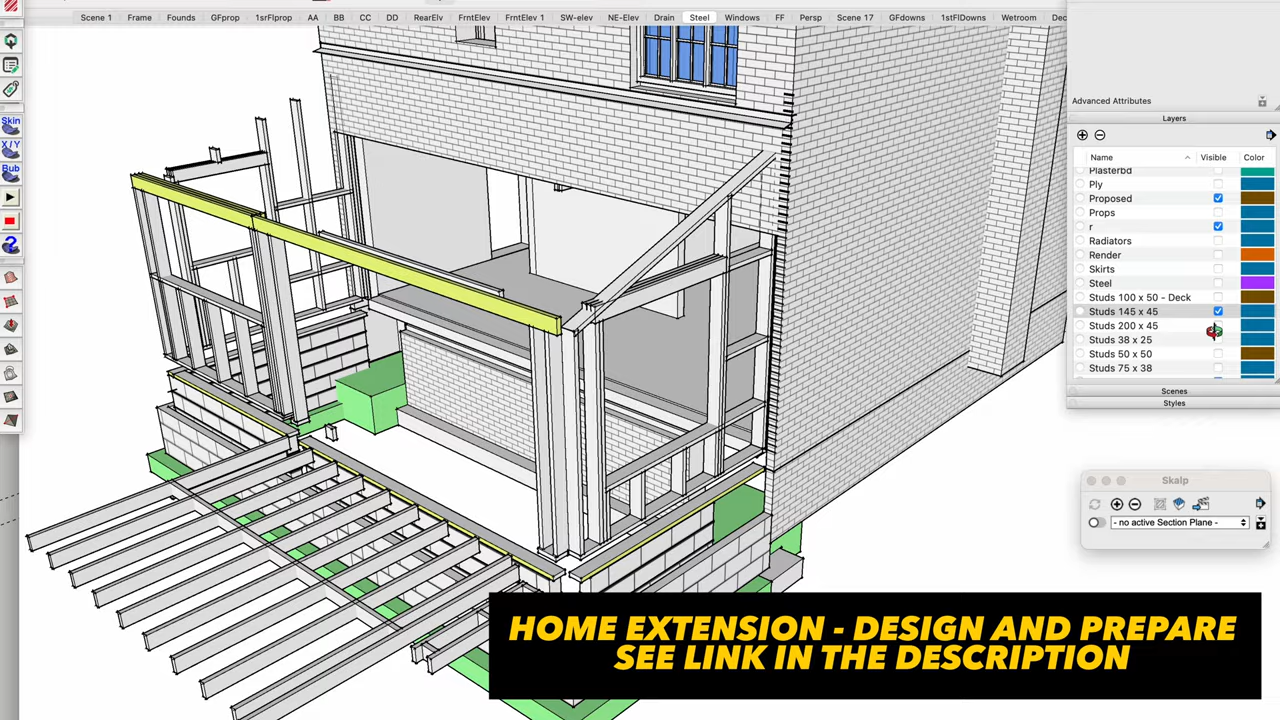 Scene 1 Frame Founds GFprop 1srFlprop AA BB CC DD RearElv FrntElev FrntElev 1 SW-elev NE-Elev Drain Steel Windows FF Persp Scene 17 GFdowns 1stFlDowns Wetroom Dec
Skin
X/Y
Bub
Advanced Attributes
Layers
Name Visible Color
Plasterbd
Ply
Proposed
Props
r
Radiators
Render
Skirts
Steel
Studs 100 x 50 - Deck
Studs 145 x 45
Studs 200 x 45
Studs 38 x 25
Studs 50 x 50
Studs 75 x 38
Scenes
Styles
Skalp
- no active Section Plane -
HOME EXTENSION - DESIGN AND PREPARE
SEE LINK IN THE DESCRIPTION